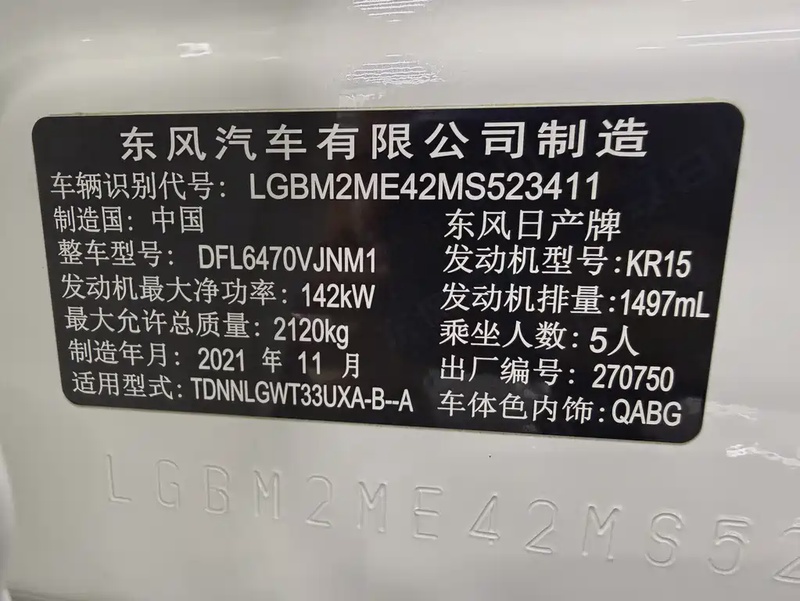 东风汽车有限公司制造
车辆识别代号: LGBM2ME42MS523411
制造国: 中国 东风日产牌
整车型号: DFL6470VJNM1 发动机型号: KR15
发动机最大净功率: 142kW 发动机排量: 1497mL
最大允许总质量: 2120kg 乘坐人数: 5人
制造年月: 2021 年 11 月 出厂编号: 270750
适用型式: TDNNLGWT33UXA-B--A 车体色内饰: QABG
LGBM2ME42MS52